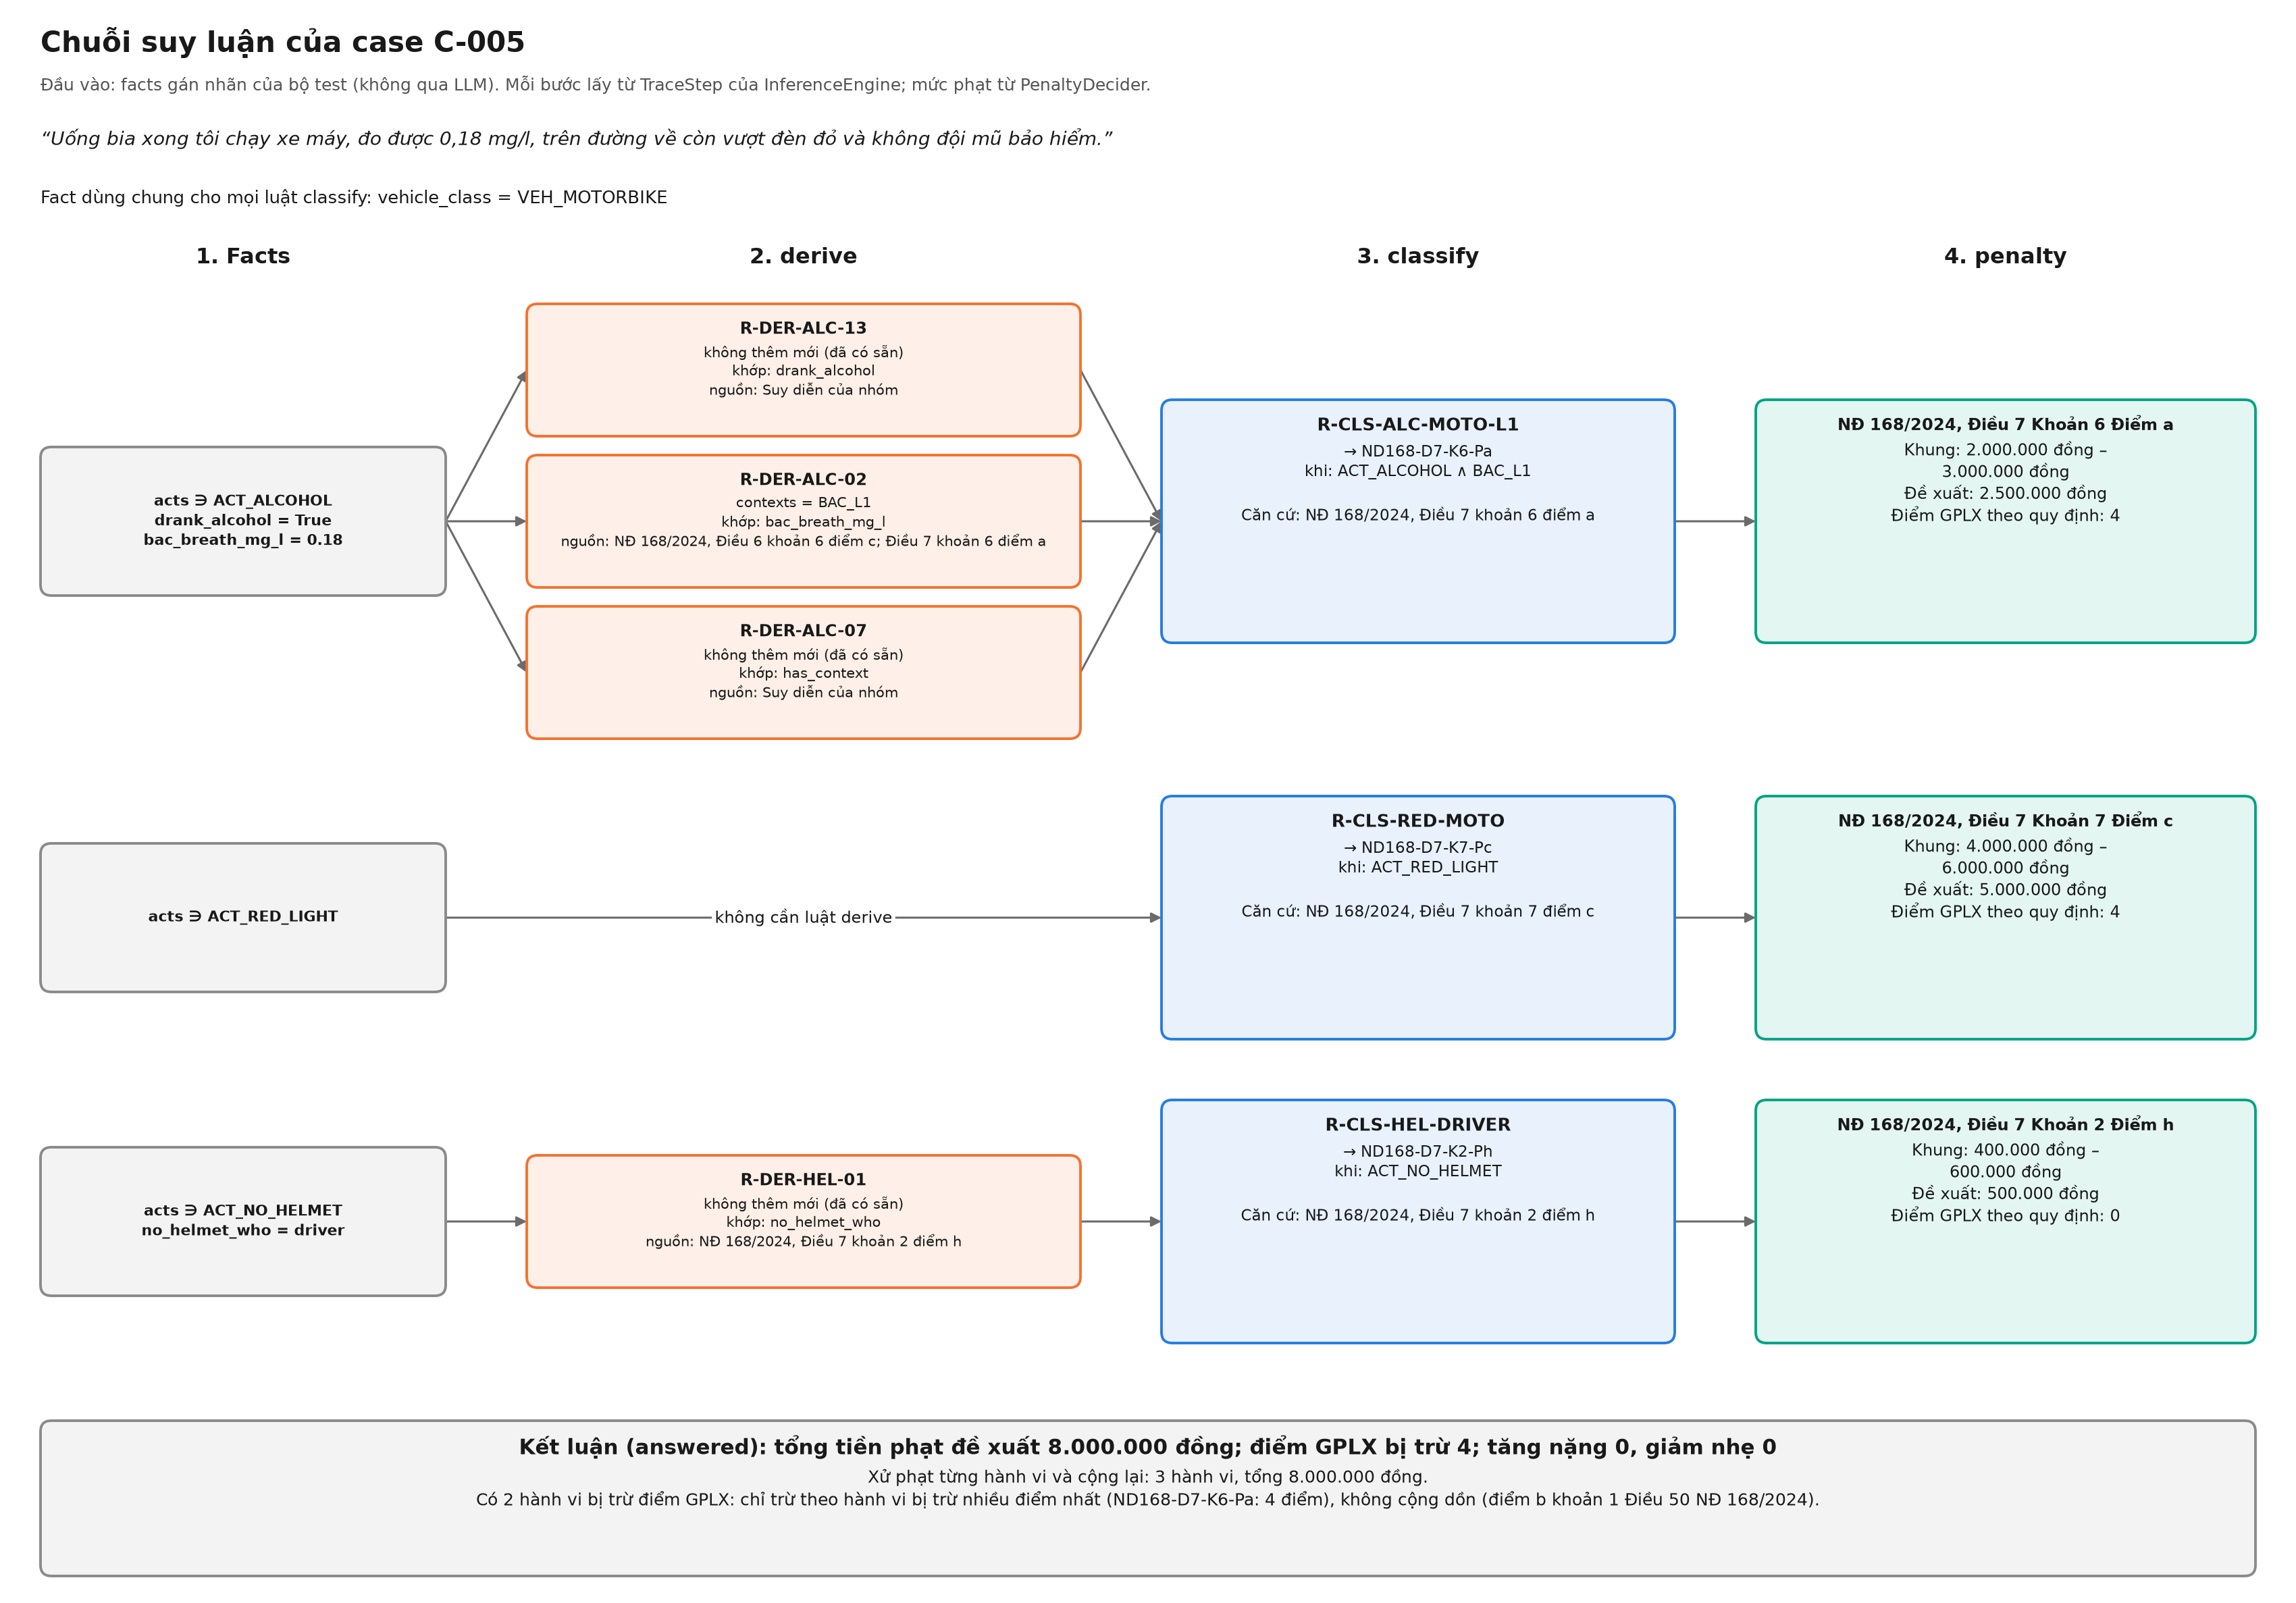 Chuỗi suy luận của case C-005
Đầu vào: facts gán nhãn của bộ test (không qua LLM). Mỗi bước lấy từ TraceStep của InferenceEngine; mức phạt từ PenaltyDecider.
“Uống bia xong tôi chạy xe máy, đo được 0,18 mg/l, trên đường về còn vượt đèn đỏ và không đội mũ bảo hiểm.”
Fact dùng chung cho mọi luật classify: vehicle_class = VEH_MOTORBIKE
1. Facts
2. derive
3. classify
4. penalty
acts ∋ ACT_ALCOHOL
drank_alcohol = True
bac_breath_mg_l = 0.18
R-DER-ALC-13
không thêm mới (đã có sẵn)
khớp: drank_alcohol
nguồn: Suy diễn của nhóm
R-DER-ALC-02
contexts = BAC_L1
khớp: bac_breath_mg_l
nguồn: NĐ 168/2024, Điều 6 khoản 6 điểm c; Điều 7 khoản 6 điểm a
R-DER-ALC-07
không thêm mới (đã có sẵn)
khớp: has_context
nguồn: Suy diễn của nhóm
R-CLS-ALC-MOTO-L1
→ ND168-D7-K6-Pa
khi: ACT_ALCOHOL ∧ BAC_L1
Căn cứ: NĐ 168/2024, Điều 7 khoản 6 điểm a
NĐ 168/2024, Điều 7 Khoản 6 Điểm a
Khung: 2.000.000 đồng –
3.000.000 đồng
Đề xuất: 2.500.000 đồng
Điểm GPLX theo quy định: 4
acts ∋ ACT_RED_LIGHT
không cần luật derive
R-CLS-RED-MOTO
→ ND168-D7-K7-Pc
khi: ACT_RED_LIGHT
Căn cứ: NĐ 168/2024, Điều 7 khoản 7 điểm c
NĐ 168/2024, Điều 7 Khoản 7 Điểm c
Khung: 4.000.000 đồng –
6.000.000 đồng
Đề xuất: 5.000.000 đồng
Điểm GPLX theo quy định: 4
acts ∋ ACT_NO_HELMET
no_helmet_who = driver
R-DER-HEL-01
không thêm mới (đã có sẵn)
khớp: no_helmet_who
nguồn: NĐ 168/2024, Điều 7 khoản 2 điểm h
R-CLS-HEL-DRIVER
→ ND168-D7-K2-Ph
khi: ACT_NO_HELMET
Căn cứ: NĐ 168/2024, Điều 7 khoản 2 điểm h
NĐ 168/2024, Điều 7 Khoản 2 Điểm h
Khung: 400.000 đồng –
600.000 đồng
Đề xuất: 500.000 đồng
Điểm GPLX theo quy định: 0
Kết luận (answered): tổng tiền phạt đề xuất 8.000.000 đồng; điểm GPLX bị trừ 4; tăng nặng 0, giảm nhẹ 0
Xử phạt từng hành vi và cộng lại: 3 hành vi, tổng 8.000.000 đồng.
Có 2 hành vi bị trừ điểm GPLX: chỉ trừ theo hành vi bị trừ nhiều điểm nhất (ND168-D7-K6-Pa: 4 điểm), không cộng dồn (điểm b khoản 1 Điều 50 NĐ 168/2024).